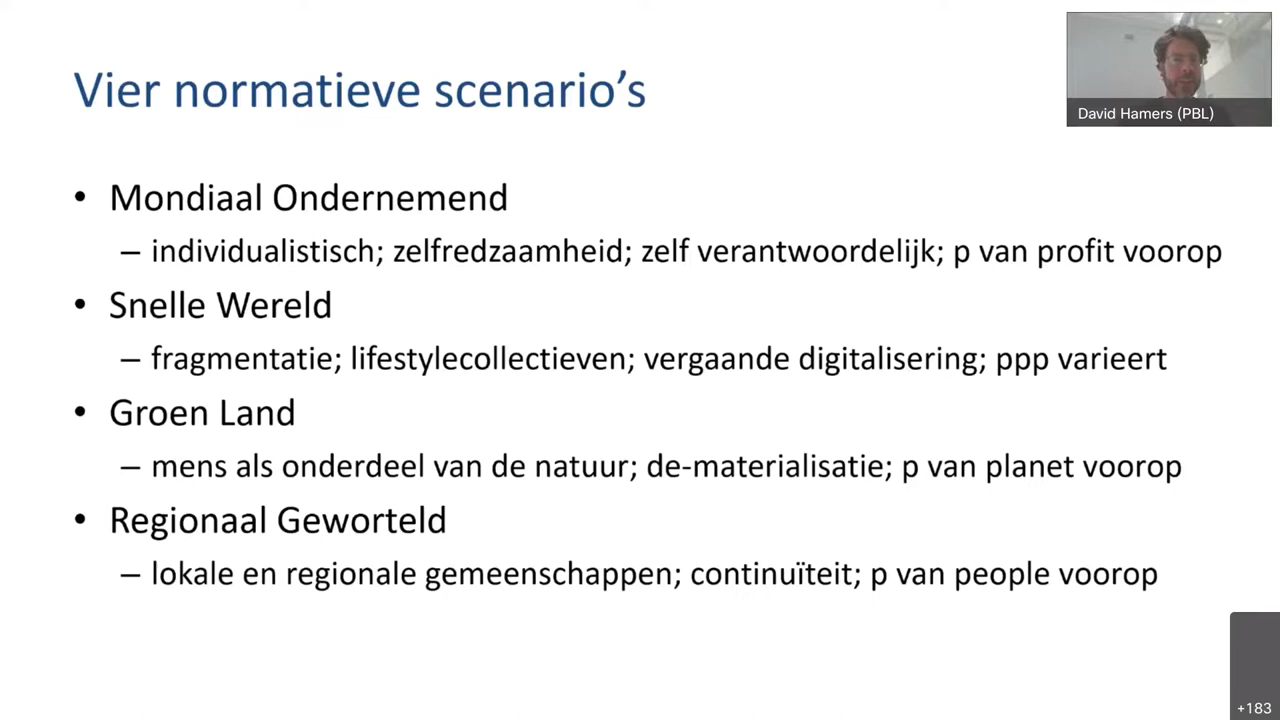 Vier normatieve scenario's
David Hamers (PBL)
• Mondiaal Ondernemend
– individualistisch; zelfredzaamheid; zelf verantwoordelijk; p van profit voorop
• Snelle Wereld
– fragmentatie; lifestylecollectieven; vergaande digitalisering; ppp varieert
• Groen Land
– mens als onderdeel van de natuur; de-materialisatie; p van planet voorop
• Regionaal Geworteld
– lokale en regionale gemeenschappen; continuïteit; p van people voorop
+183